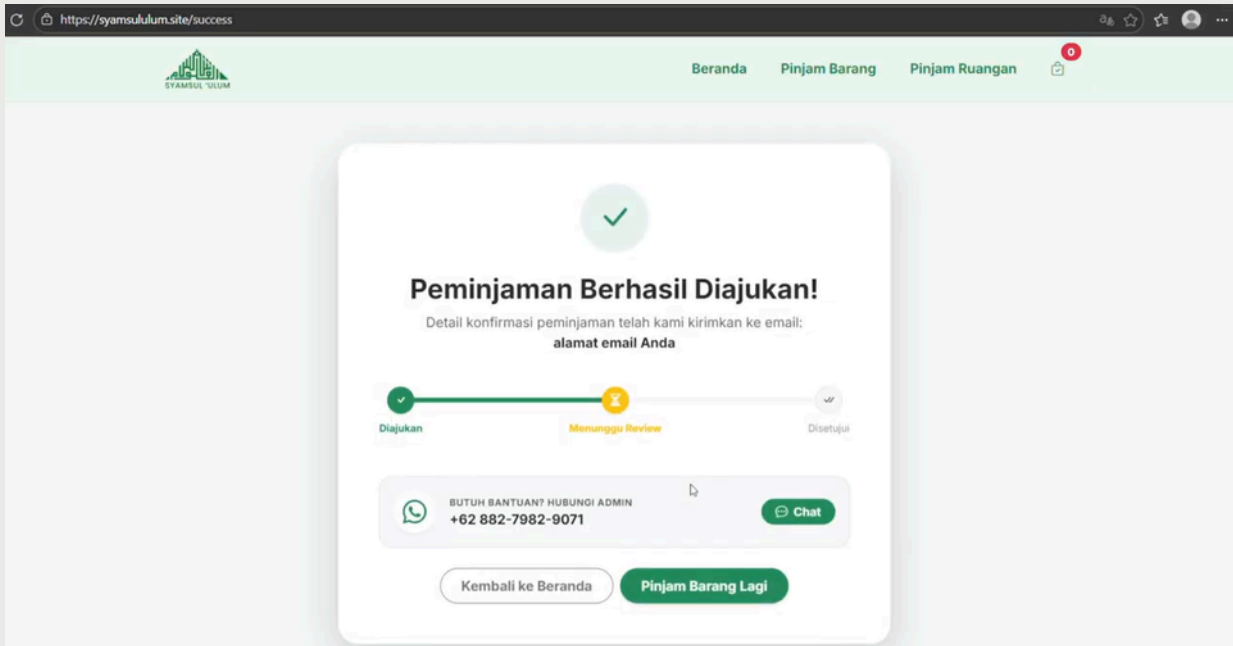 https://syamsululum.site/success
SYAMSUL 'ULUM
Beranda
Pinjam Barang
Pinjam Ruangan
0
Peminjaman Berhasil Diajukan!
Detail konfirmasi peminjaman telah kami kirimkan ke email:
alamat email Anda
Diajukan
Menunggu Review
Disetujui
BUTUH BANTUAN? HUBUNGI ADMIN
+62 882-7982-9071
Chat
Kembali ke Beranda
Pinjam Barang Lagi